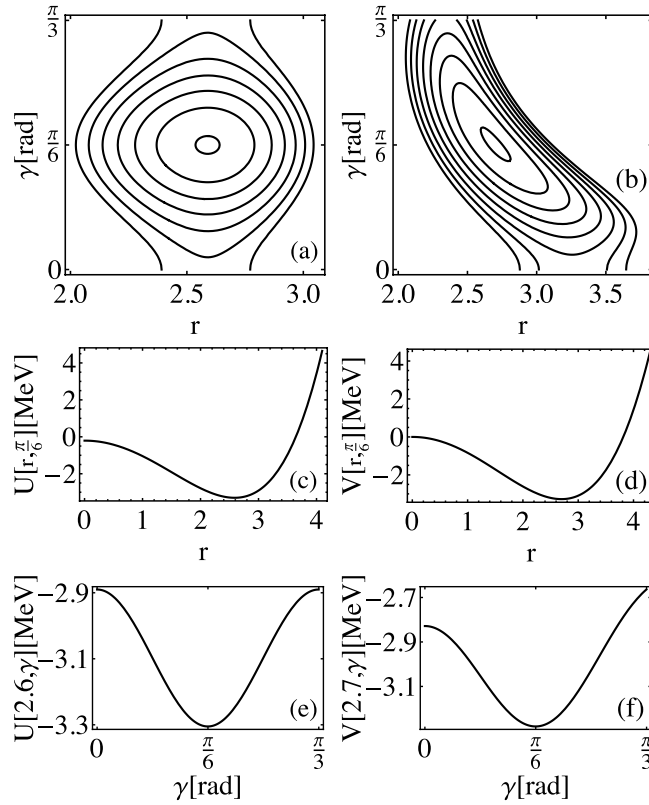 π/3 π/3
γ[rad] γ[rad]
π/6 π/6
(a) (b)
0 0
2.0 2.5 3.0 2.0 2.5 3.0 3.5
r r
U[r,π/6][MeV] V[r,π/6][MeV]
4 4
2 2
0 0
−2 −2
(c) (d)
0 1 2 3 4 0 1 2 3 4
r r
U[2.6,γ][MeV] V[2.7,γ][MeV]
−2.9 −2.7
−3.1 −2.9
−3.3 −3.1
(e) (f)
0 π/6 π/3 0 π/6 π/3
γ[rad] γ[rad]